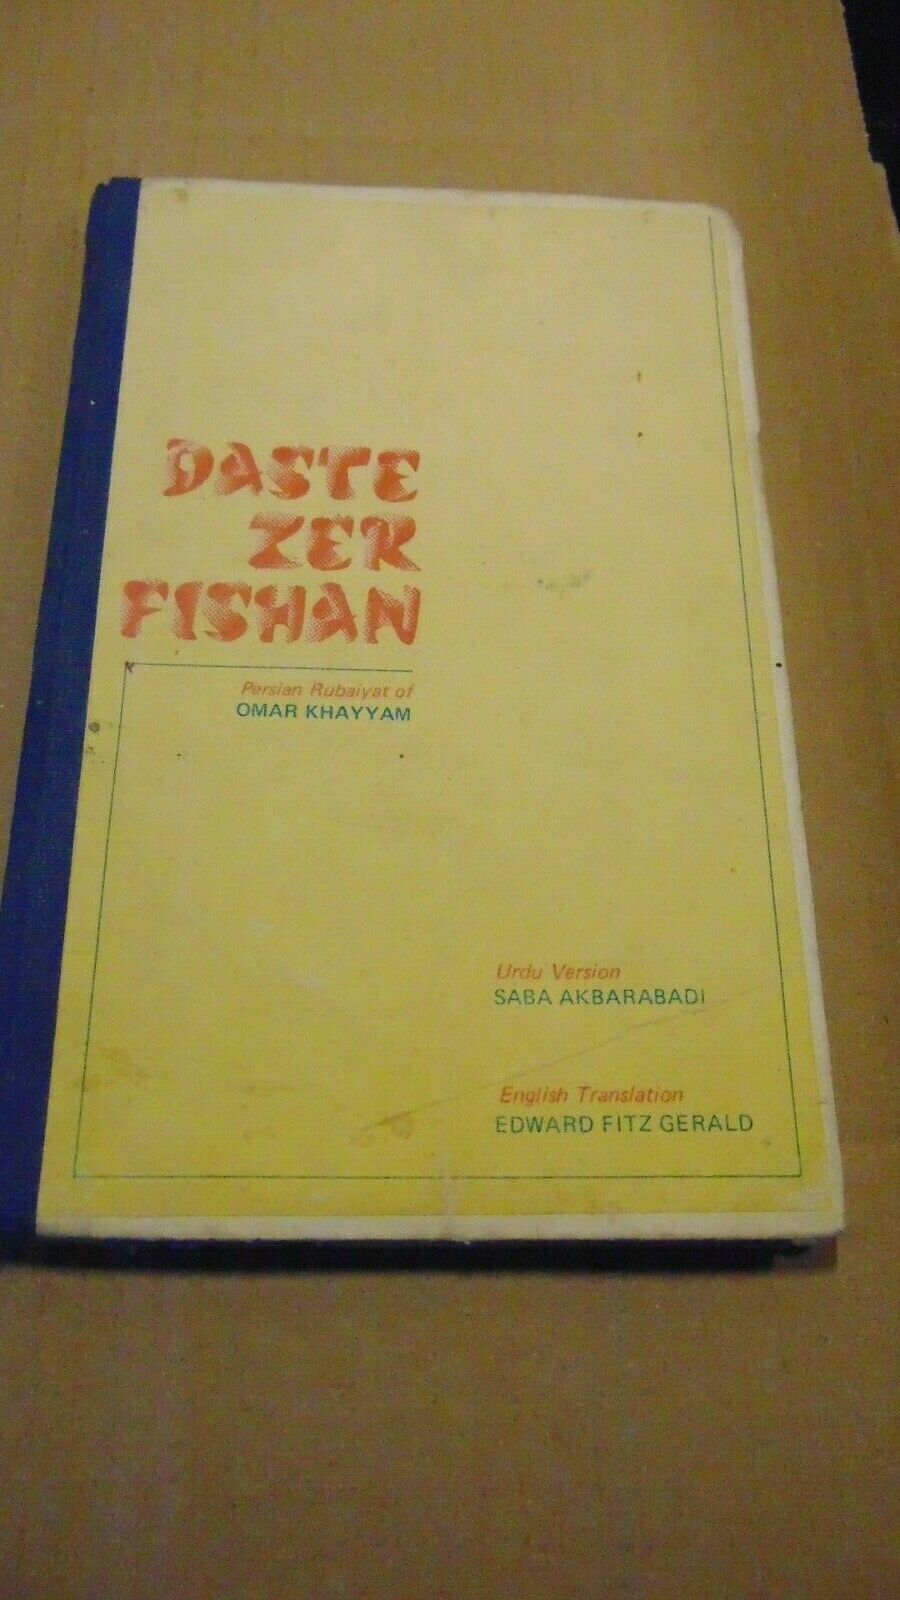 DASTE
ZER
FISHAN
Persian Rubaiyat of
OMAR KHAYYAM
Urdu Version
SABA AKBARABADI
English Translation
EDWARD FITZ GERALD